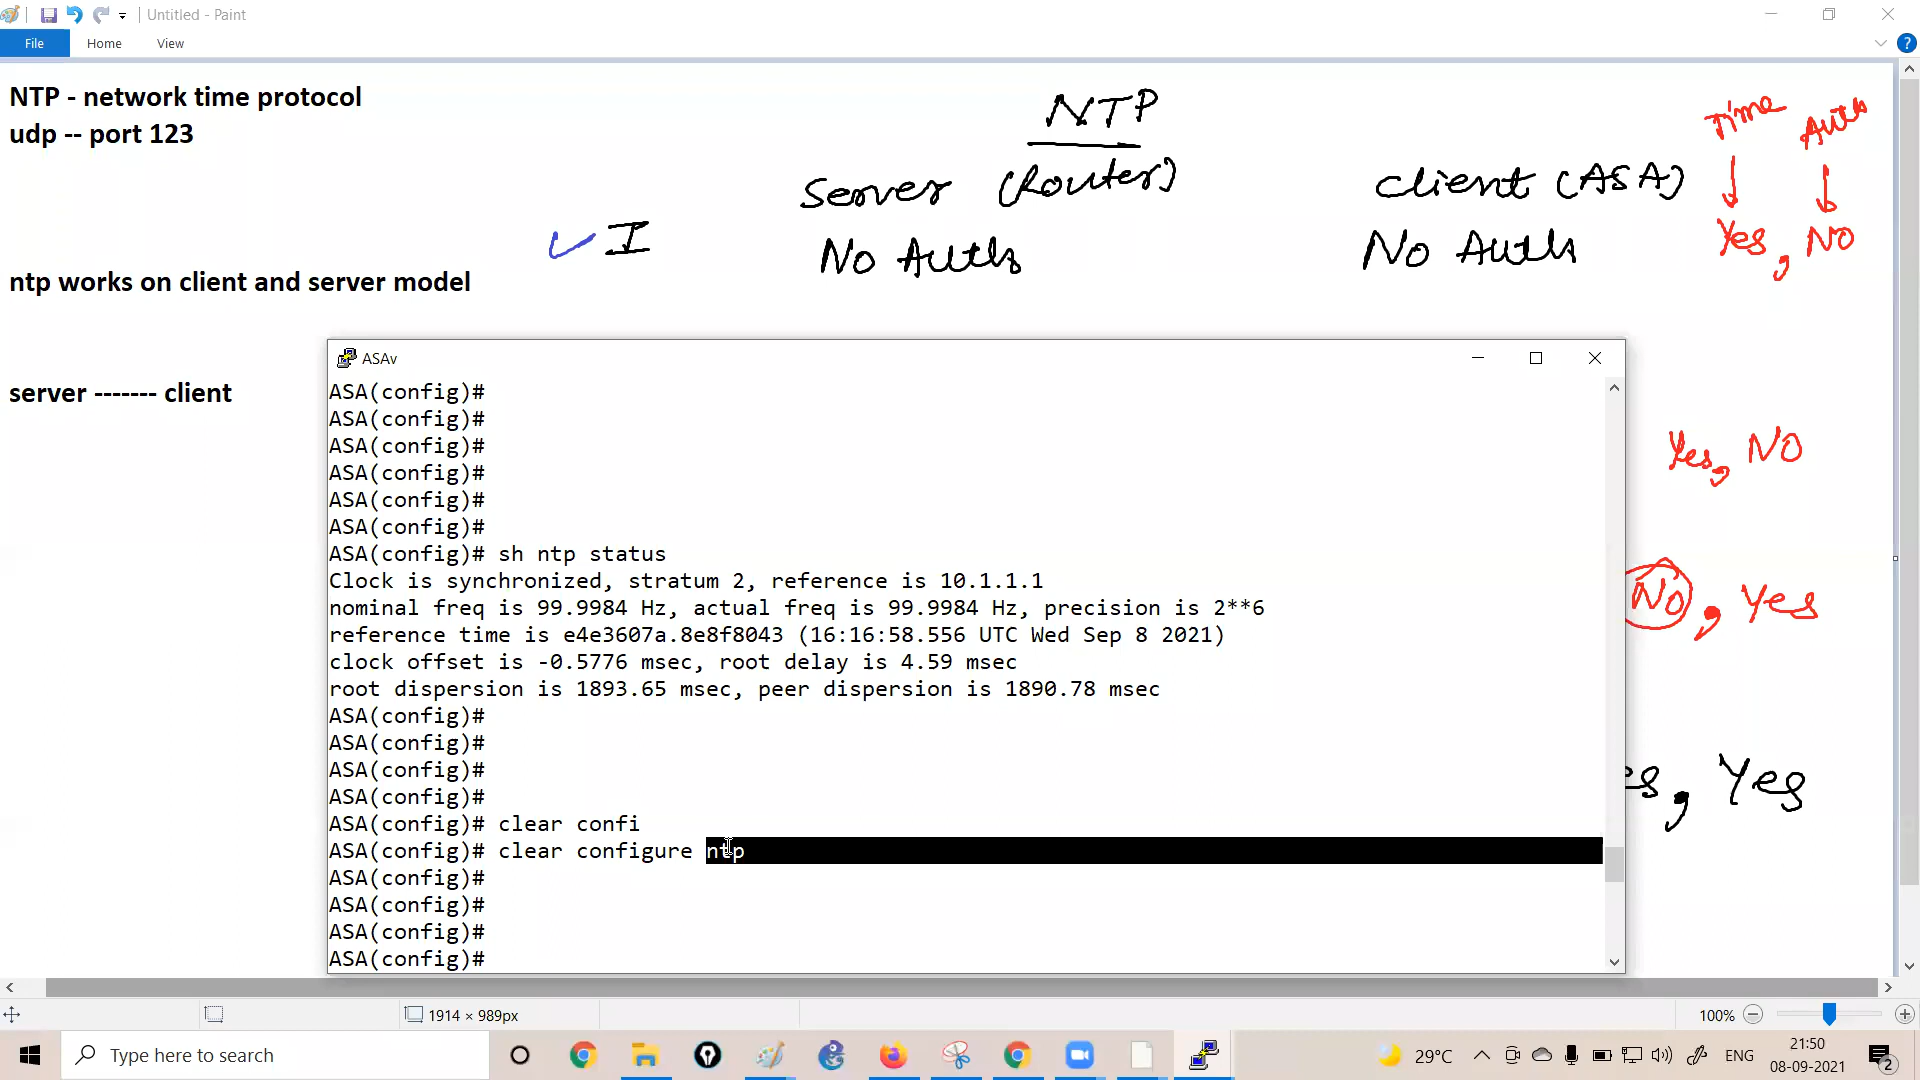 Untitled - Paint
File Home View
NTP - network time protocol
udp -- port 123
ntp works on client and server model
server ------- client
NTP
Server (Router)
Client (ASA)
I
No Auth
No Auth
Time Auth
Yes, No
Yes, NO
No, Yes
es, Yes
ASAv
ASA(config)#
ASA(config)#
ASA(config)#
ASA(config)#
ASA(config)#
ASA(config)#
ASA(config)# sh ntp status
Clock is synchronized, stratum 2, reference is 10.1.1.1
nominal freq is 99.9984 Hz, actual freq is 99.9984 Hz, precision is 2**6
reference time is e4e3607a.8e8f8043 (16:16:58.556 UTC Wed Sep 8 2021)
clock offset is -0.5776 msec, root delay is 4.59 msec
root dispersion is 1893.65 msec, peer dispersion is 1890.78 msec
ASA(config)#
ASA(config)#
ASA(config)#
ASA(config)#
ASA(config)# clear confi
ASA(config)# clear configure ntp
ASA(config)#
ASA(config)#
ASA(config)#
ASA(config)#
1914 × 989px
100%
Type here to search
29°C
ENG
21:50
08-09-2021
2